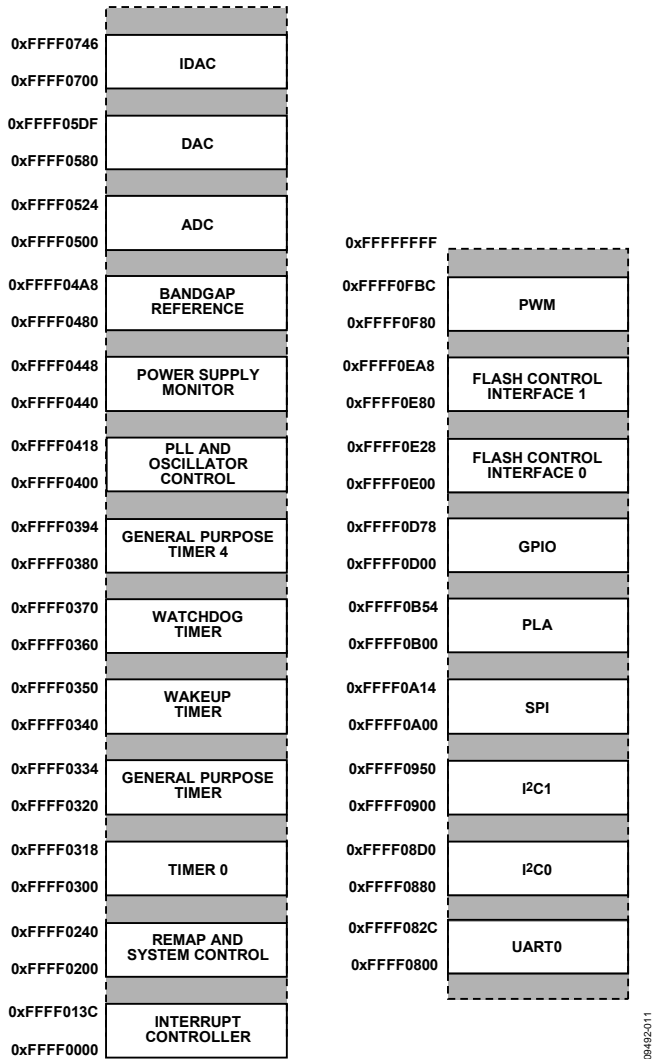 0xFFFF0746
IDAC
0xFFFF0700
0xFFFF05DF
DAC
0xFFFF0580
0xFFFF0524
ADC
0xFFFF0500
0xFFFF04A8
BANDGAP
REFERENCE
0xFFFF0480
0xFFFF0448
POWER SUPPLY
MONITOR
0xFFFF0440
0xFFFF0418
PLL AND
OSCILLATOR
CONTROL
0xFFFF0400
0xFFFF0394
GENERAL PURPOSE
TIMER 4
0xFFFF0380
0xFFFF0370
WATCHDOG
TIMER
0xFFFF0360
0xFFFF0350
WAKEUP
TIMER
0xFFFF0340
0xFFFF0334
GENERAL PURPOSE
TIMER
0xFFFF0320
0xFFFF0318
TIMER 0
0xFFFF0300
0xFFFF0240
REMAP AND
SYSTEM CONTROL
0xFFFF0200
0xFFFF013C
INTERRUPT
CONTROLLER
0xFFFF0000
0xFFFFFFFF
0xFFFF0FBC
PWM
0xFFFF0F80
0xFFFF0EA8
FLASH CONTROL
INTERFACE 1
0xFFFF0E80
0xFFFF0E28
FLASH CONTROL
INTERFACE 0
0xFFFF0E00
0xFFFF0D78
GPIO
0xFFFF0D00
0xFFFF0B54
PLA
0xFFFF0B00
0xFFFF0A14
SPI
0xFFFF0A00
0xFFFF0950
I²C1
0xFFFF0900
0xFFFF08D0
I²C0
0xFFFF0880
0xFFFF082C
UART0
0xFFFF0800
09492-011